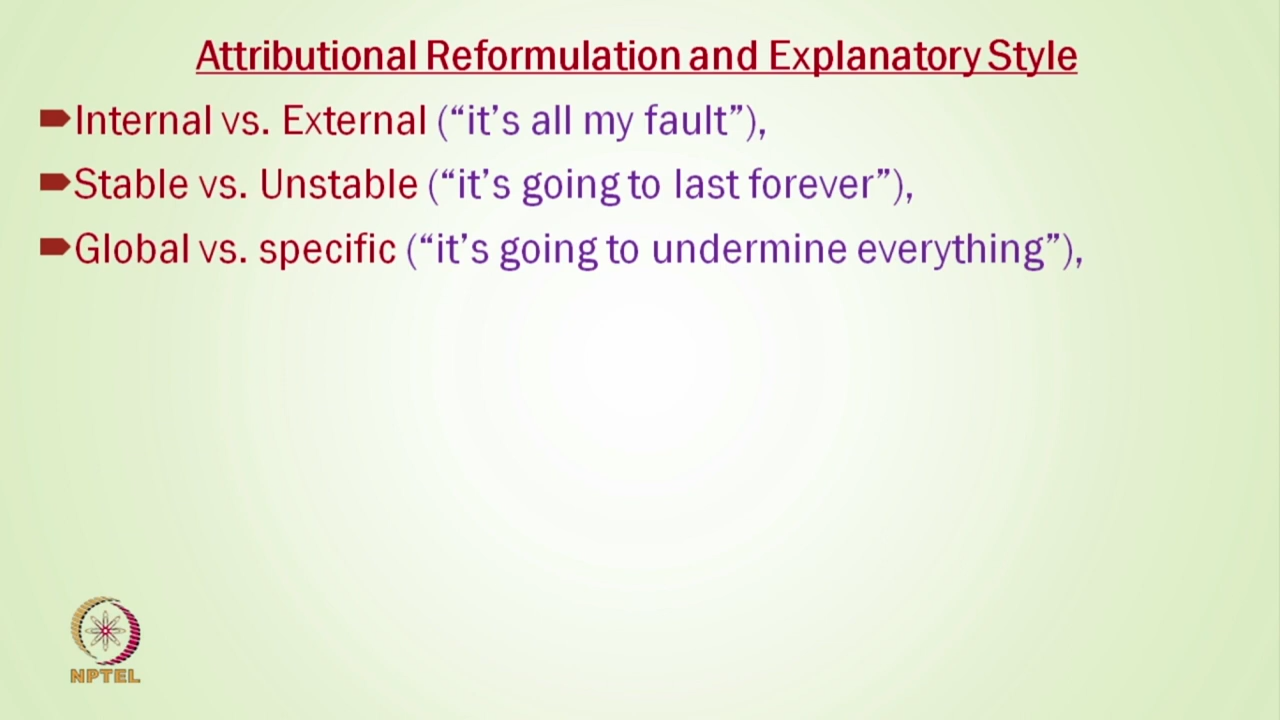 Attributional Reformulation and Explanatory Style
Internal vs. External (“it’s all my fault”),
Stable vs. Unstable (“it’s going to last forever”),
Global vs. specific (“it’s going to undermine everything”),
NPTEL